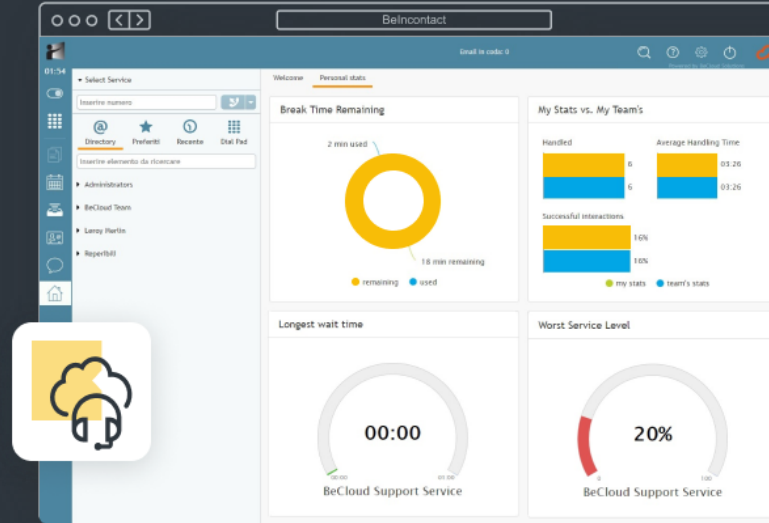 BeIncontact
Email in coda: 0
Powered by BeCloud Solutions
01:54
Select Service
Inserire numero
Directory Preferiti Recente Dial Pad
Inserire elemento da ricercare
Administrators
BeCloud Team
Leroy Merlin
Reperibili
Welcome Personal stats
Break Time Remaining
2 min used
18 min remaining
remaining used
My Stats vs. My Team's
Handled Average Handling Time
6 03:26
6 03:26
Successful interactions
16%
16%
my stats team's stats
Longest wait time
00:00
00:00 01:00
BeCloud Support Service
Worst Service Level
20%
0 100
BeCloud Support Service